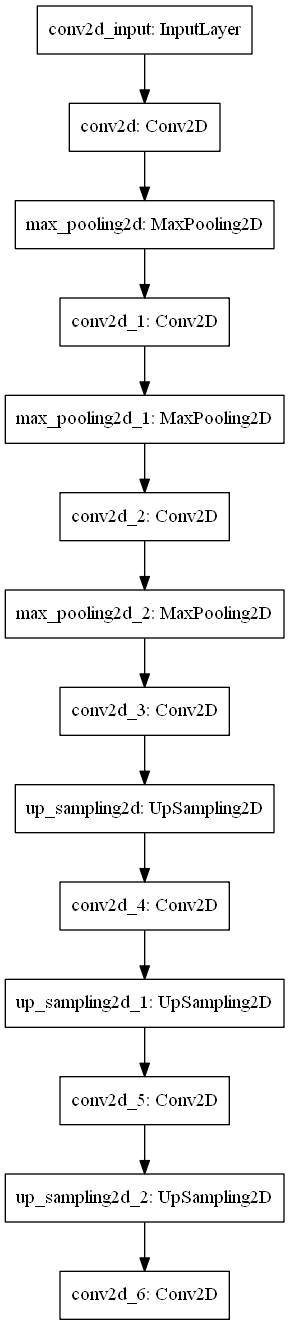 conv2d_input: InputLayer
conv2d: Conv2D
max_pooling2d: MaxPooling2D
conv2d_1: Conv2D
max_pooling2d_1: MaxPooling2D
conv2d_2: Conv2D
max_pooling2d_2: MaxPooling2D
conv2d_3: Conv2D
up_sampling2d: UpSampling2D
conv2d_4: Conv2D
up_sampling2d_1: UpSampling2D
conv2d_5: Conv2D
up_sampling2d_2: UpSampling2D
conv2d_6: Conv2D